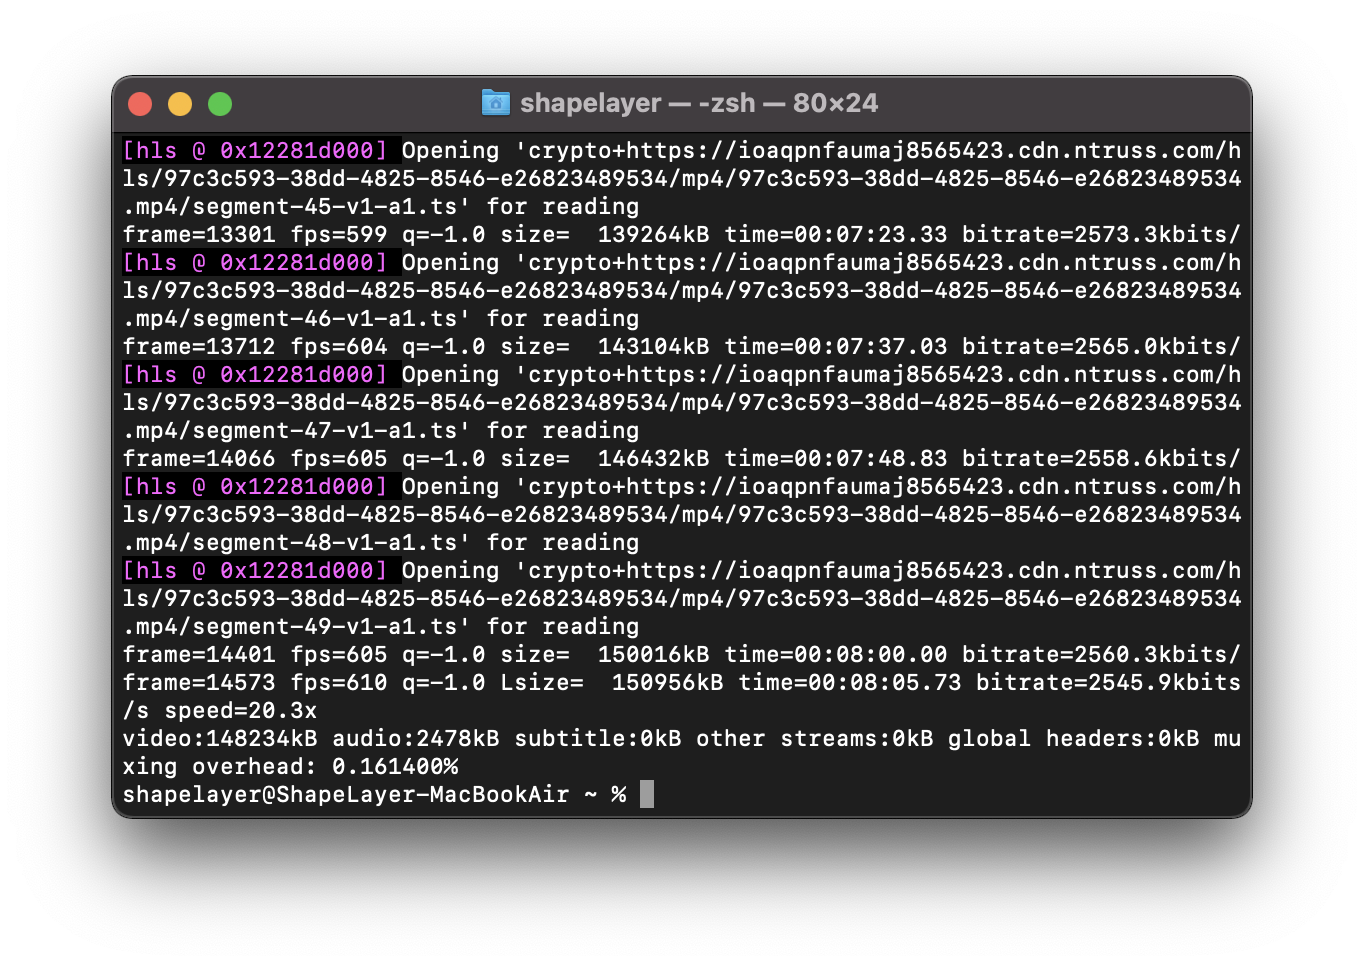 shapelayer — -zsh — 80×24
[hls @ 0x12281d000] Opening 'crypto+https://ioaqpnfaumaj8565423.cdn.ntruss.com/h
ls/97c3c593-38dd-4825-8546-e26823489534/mp4/97c3c593-38dd-4825-8546-e26823489534
.mp4/segment-45-v1-a1.ts' for reading
frame=13301 fps=599 q=-1.0 size=  139264kB time=00:07:23.33 bitrate=2573.3kbits/
[hls @ 0x12281d000] Opening 'crypto+https://ioaqpnfaumaj8565423.cdn.ntruss.com/h
ls/97c3c593-38dd-4825-8546-e26823489534/mp4/97c3c593-38dd-4825-8546-e26823489534
.mp4/segment-46-v1-a1.ts' for reading
frame=13712 fps=604 q=-1.0 size=  143104kB time=00:07:37.03 bitrate=2565.0kbits/
[hls @ 0x12281d000] Opening 'crypto+https://ioaqpnfaumaj8565423.cdn.ntruss.com/h
ls/97c3c593-38dd-4825-8546-e26823489534/mp4/97c3c593-38dd-4825-8546-e26823489534
.mp4/segment-47-v1-a1.ts' for reading
frame=14066 fps=605 q=-1.0 size=  146432kB time=00:07:48.83 bitrate=2558.6kbits/
[hls @ 0x12281d000] Opening 'crypto+https://ioaqpnfaumaj8565423.cdn.ntruss.com/h
ls/97c3c593-38dd-4825-8546-e26823489534/mp4/97c3c593-38dd-4825-8546-e26823489534
.mp4/segment-48-v1-a1.ts' for reading
[hls @ 0x12281d000] Opening 'crypto+https://ioaqpnfaumaj8565423.cdn.ntruss.com/h
ls/97c3c593-38dd-4825-8546-e26823489534/mp4/97c3c593-38dd-4825-8546-e26823489534
.mp4/segment-49-v1-a1.ts' for reading
frame=14401 fps=605 q=-1.0 size=  150016kB time=00:08:00.00 bitrate=2560.3kbits/
frame=14573 fps=610 q=-1.0 Lsize=  150956kB time=00:08:05.73 bitrate=2545.9kbits
/s speed=20.3x
video:148234kB audio:2478kB subtitle:0kB other streams:0kB global headers:0kB mu
xing overhead: 0.161400%
shapelayer@ShapeLayer-MacBookAir ~ %